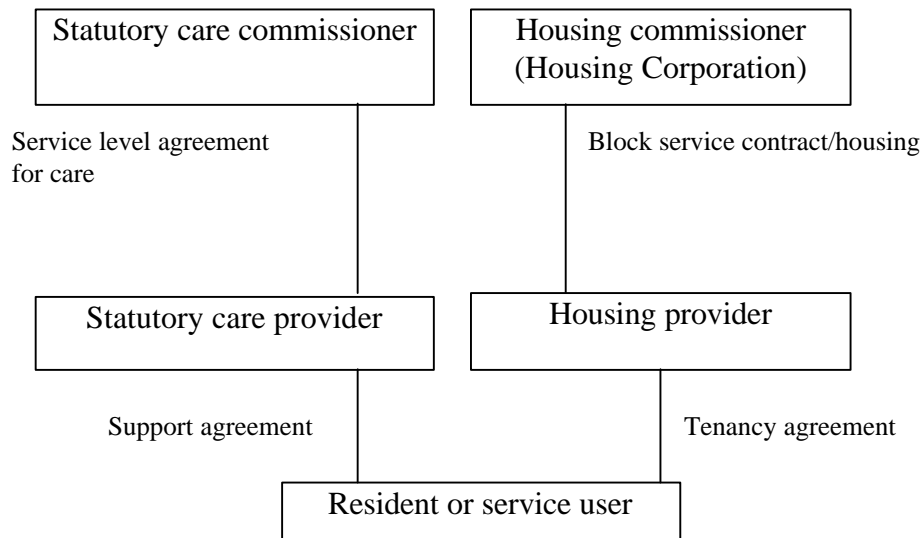 Statutory care commissioner
Housing commissioner
(Housing Corporation)
Service level agreement
for care
Block service contract/housing
Statutory care provider
Housing provider
Support agreement
Tenancy agreement
Resident or service user